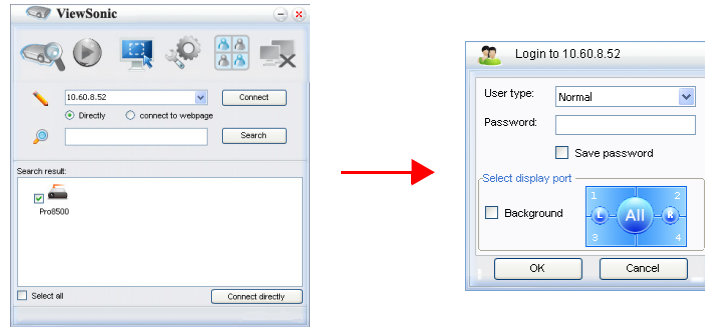 ViewSonic
10.60.8.52
Connect
Directly
connect to webpage
Search
Search result:
Pro8500
Select all
Connect directly
Login to 10.60.8.52
User type:
Normal
Password:
Save password
Select display port
Background
1
2
L
All
R
3
4
OK
Cancel